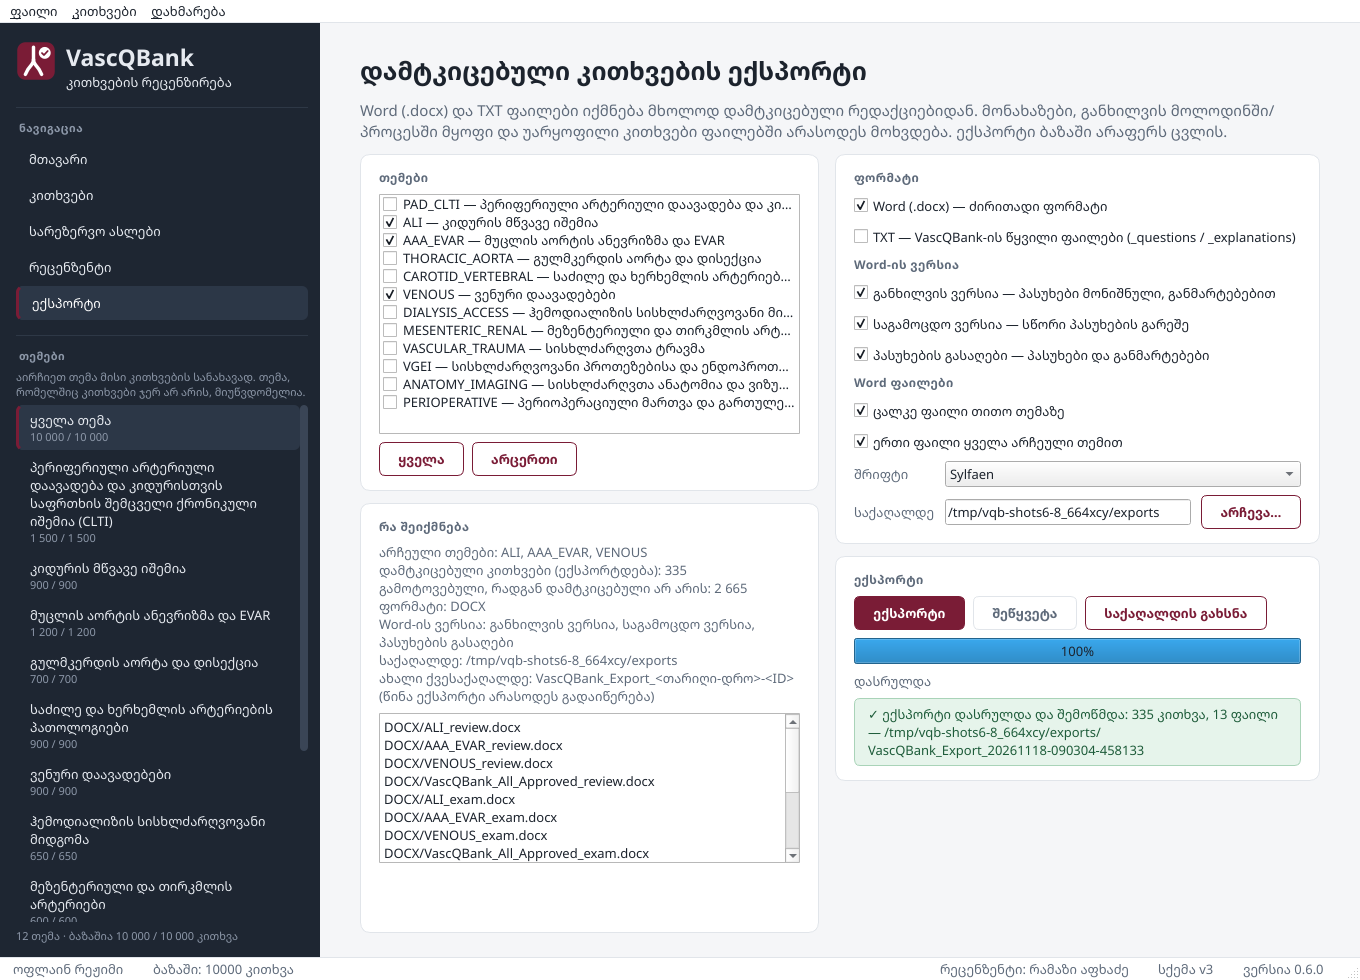 ფაილი კითხვები დახმარება
VascQBank
კითხვების რეცენზირება
ნავიგაცია
მთავარი
კითხვები
სარეზერვო ასლები
რეცენზენტი
ექსპორტი
თემები
აირჩიეთ თემა მისი კითხვების სანახავად. თემა,
რომელშიც კითხვები ჯერ არ არის, მიუწვდომელია.
ყველა თემა
10 000 / 10 000
პერიფერიული არტერიული
დაავადება და კიდურისთვის
საფრთხის შემცველი ქრონიკული
იშემია (CLTI)
1 500 / 1 500
კიდურის მწვავე იშემია
900 / 900
მუცლის აორტის ანევრიზმა და EVAR
1 200 / 1 200
გულმკერდის აორტა და დისექცია
700 / 700
საძილე და ხერხემლის არტერიების
პათოლოგიები
900 / 900
ვენური დაავადებები
900 / 900
ჰემოდიალიზის სისხლძარღვოვანი
მიდგომა
650 / 650
მეზენტერიული და თირკმლის
არტერიები
600 / 600
12 თემა · ბაზაშია 10 000 / 10 000 კითხვა
დამტკიცებული კითხვების ექსპორტი
Word (.docx) და TXT ფაილები იქმნება მხოლოდ დამტკიცებული რედაქციებიდან. მონახაზები, განხილვის მოლოდინში/
პროცესში მყოფი და უარყოფილი კითხვები ფაილებში არასოდეს მოხვდება. ექსპორტი ბაზაში არაფერს ცვლის.
თემები
PAD_CLTI — პერიფერიული არტერიული დაავადება და კი...
ALI — კიდურის მწვავე იშემია
AAA_EVAR — მუცლის აორტის ანევრიზმა და EVAR
THORACIC_AORTA — გულმკერდის აორტა და დისექცია
CAROTID_VERTEBRAL — საძილე და ხერხემლის არტერიებ...
VENOUS — ვენური დაავადებები
DIALYSIS_ACCESS — ჰემოდიალიზის სისხლძარღვოვანი მი...
MESENTERIC_RENAL — მეზენტერიული და თირკმლის არტ...
VASCULAR_TRAUMA — სისხლძარღვთა ტრავმა
VGEI — სისხლძარღვოვანი პროთეზებისა და ენდოპროთ...
ANATOMY_IMAGING — სისხლძარღვთა ანატომია და ვიზუ...
PERIOPERATIVE — პერიოპერაციული მართვა და გართულე...
ყველა არცერთი
რა შეიქმნება
არჩეული თემები: ALI, AAA_EVAR, VENOUS
დამტკიცებული კითხვები (ექსპორტდება): 335
გამოტოვებული, რადგან დამტკიცებული არ არის: 2 665
ფორმატი: DOCX
Word-ის ვერსია: განხილვის ვერსია, საგამოცდო ვერსია,
პასუხების გასაღები
საქაღალდე: /tmp/vqb-shots6-8_664xcy/exports
ახალი ქვესაქაღალდე: VascQBank_Export_<თარიღი-დრო>-<ID>
(წინა ექსპორტი არასოდეს გადაიწერება)
DOCX/ALI_review.docx
DOCX/AAA_EVAR_review.docx
DOCX/VENOUS_review.docx
DOCX/VascQBank_All_Approved_review.docx
DOCX/ALI_exam.docx
DOCX/AAA_EVAR_exam.docx
DOCX/VENOUS_exam.docx
DOCX/VascQBank_All_Approved_exam.docx
ფორმატი
Word (.docx) — ძირითადი ფორმატი
TXT — VascQBank-ის წყვილი ფაილები (_questions / _explanations)
Word-ის ვერსია
განხილვის ვერსია — პასუხები მონიშნული, განმარტებებით
საგამოცდო ვერსია — სწორი პასუხების გარეშე
პასუხების გასაღები — პასუხები და განმარტებები
Word ფაილები
ცალკე ფაილი თითო თემაზე
ერთი ფაილი ყველა არჩეული თემით
შრიფტი Sylfaen
საქაღალდე /tmp/vqb-shots6-8_664xcy/exports არჩევა...
ექსპორტი
ექსპორტი შეწყვეტა საქაღალდის გახსნა
100%
დასრულდა
✓ ექსპორტი დასრულდა და შემოწმდა: 335 კითხვა, 13 ფაილი
— /tmp/vqb-shots6-8_664xcy/exports/
VascQBank_Export_20261118-090304-458133
ოფლაინ რეჟიმი ბაზაში: 10000 კითხვა რეცენზენტი: რამაზი აფხაძე სქემა v3 ვერსია 0.6.0